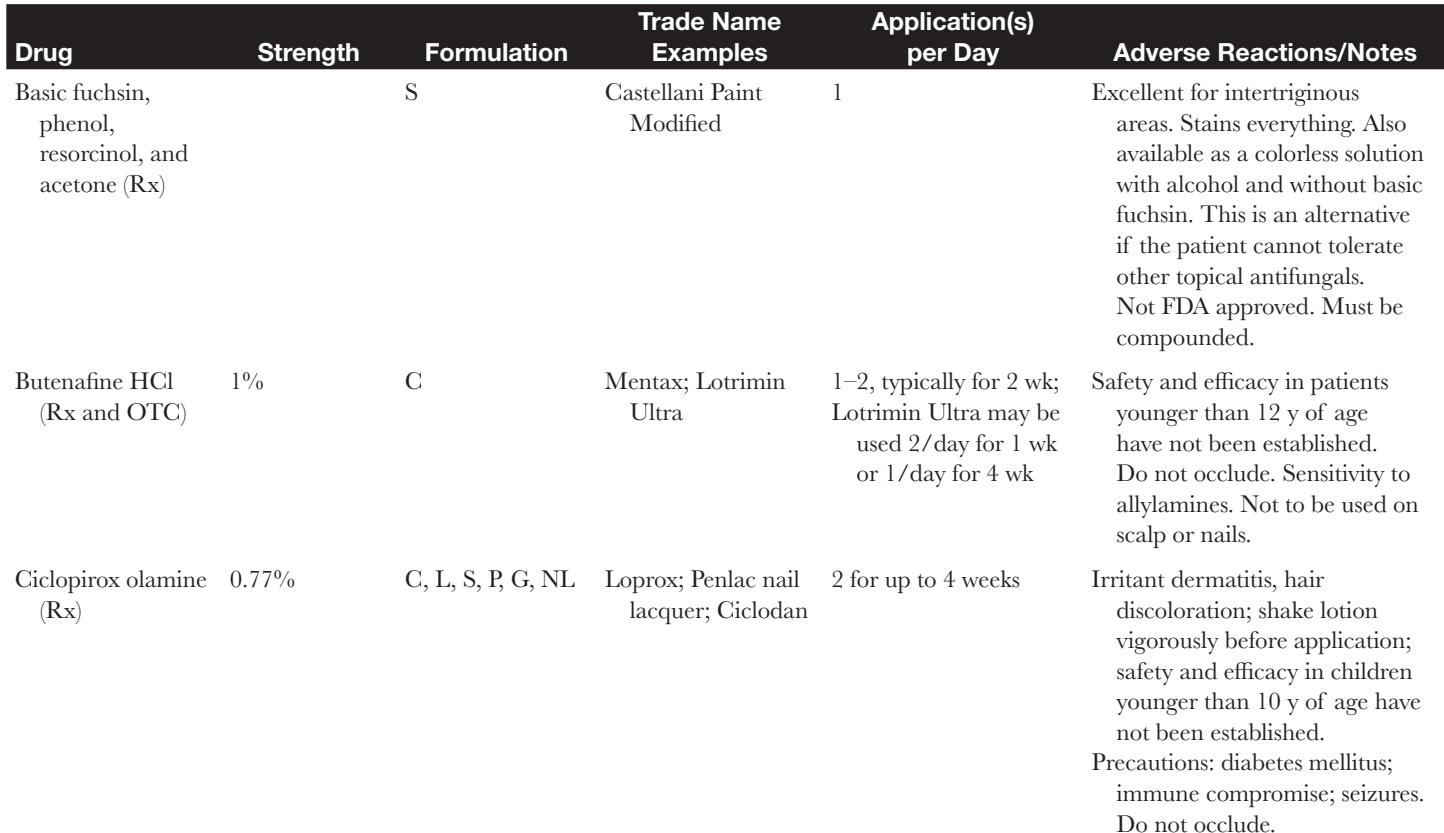 Drug Strength Formulation Trade Name Examples Application(s) per Day Adverse Reactions/Notes
Basic fuchsin,
phenol,
resorcinol, and
acetone (Rx)
S
Castellani Paint
Modified
1
Excellent for intertriginous
areas. Stains everything. Also
available as a colorless solution
with alcohol and without basic
fuchsin. This is an alternative
if the patient cannot tolerate
other topical antifungals.
Not FDA approved. Must be
compounded.
Butenafine HCl
(Rx and OTC)
1%
C
Mentax; Lotrimin
Ultra
1–2, typically for 2 wk;
Lotrimin Ultra may be
used 2/day for 1 wk
or 1/day for 4 wk
Safety and efficacy in patients
younger than 12 y of age
have not been established.
Do not occlude. Sensitivity to
allylamines. Not to be used on
scalp or nails.
Ciclopirox olamine
(Rx)
0.77%
C, L, S, P, G, NL
Loprox; Penlac nail
lacquer; Ciclodan
2 for up to 4 weeks
Irritant dermatitis, hair
discoloration; shake lotion
vigorously before application;
safety and efficacy in children
younger than 10 y of age have
not been established.
Precautions: diabetes mellitus;
immune compromise; seizures.
Do not occlude.